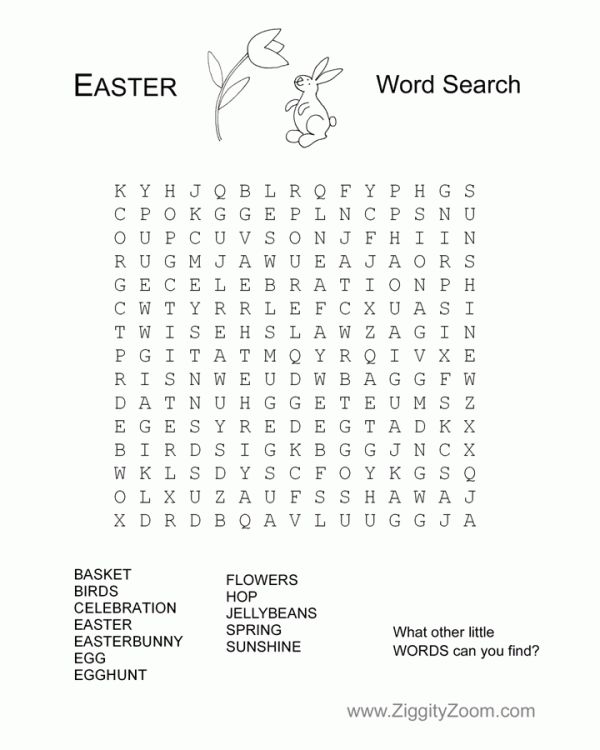 EASTER
Word Search
K Y H J Q B L R Q F Y P H G S
C P O K G G E P L N C P S N U
O U P C U V S O N J F H I I N
R U G M J A W U E A J A O R S
G E C E L E B R A T I O N P H
C W T Y R R L E F C X U A S I
T W I S E H S L A W Z A G I N
P G I T A T M Q Y R Q I V X E
R I S N W E U D W B A G G F W
D A T N U H G G E T E U M S Z
E G E S Y R E D E G T A D K X
B I R D S I G K B G G J N C X
W K L S D Y S C F O Y K G S Q
O L X U Z A U F S S H A W A J
X D R D B Q A V L U U G G J A
BASKET
BIRDS
CELEBRATION
EASTER
EASTERBUNNY
EGG
EGGHUNT
FLOWERS
HOP
JELLYBEANS
SPRING
SUNSHINE
What other little
WORDS can you find?
www.ZiggityZoom.com